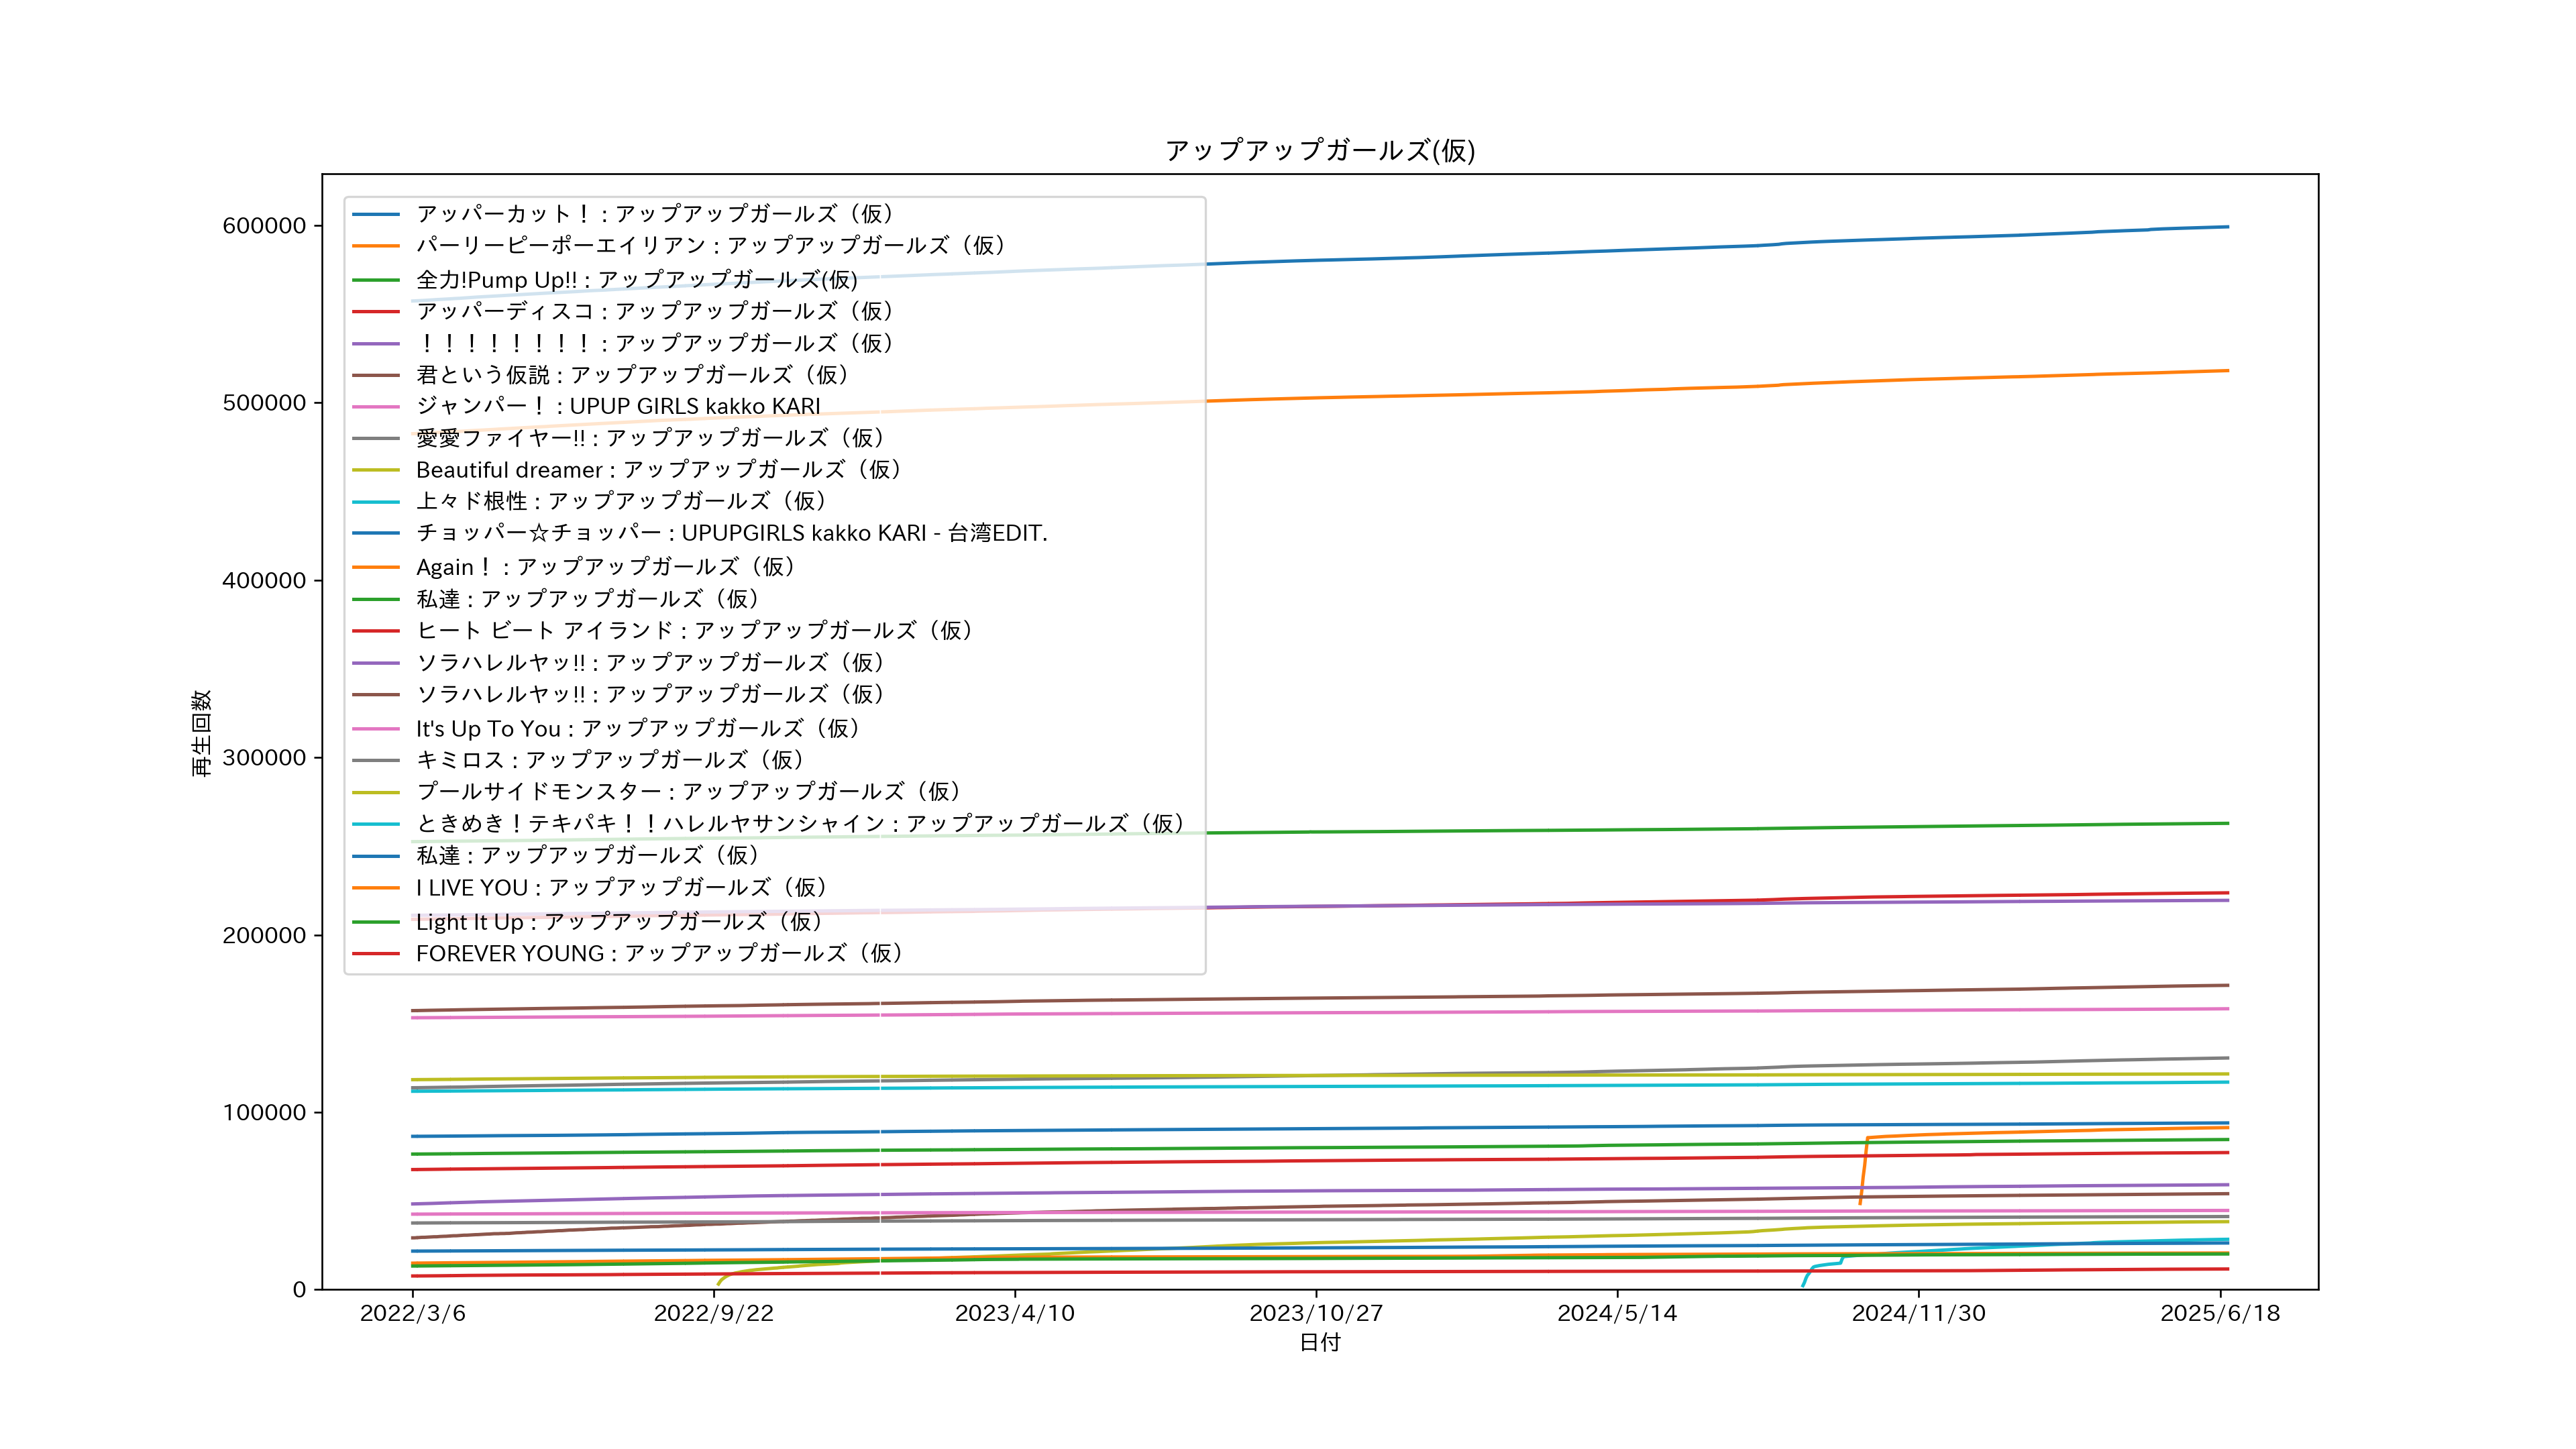 アップアップガールズ(仮)
アッパーカット！ : アップアップガールズ（仮）
パーリーピーポーエイリアン : アップアップガールズ（仮）
全力!Pump Up!! : アップアップガールズ(仮)
アッパーディスコ : アップアップガールズ（仮）
！！！！！！！！ : アップアップガールズ（仮）
君という仮説 : アップアップガールズ（仮）
ジャンパー！ : UPUP GIRLS kakko KARI
愛愛ファイヤー!! : アップアップガールズ（仮）
Beautiful dreamer : アップアップガールズ（仮）
上々ド根性 : アップアップガールズ（仮）
チョッパー☆チョッパー : UPUPGIRLS kakko KARI - 台湾EDIT.
Again！ : アップアップガールズ（仮）
私達 : アップアップガールズ（仮）
ヒート ビート アイランド : アップアップガールズ（仮）
ソラハレルヤッ!! : アップアップガールズ（仮）
ソラハレルヤッ!! : アップアップガールズ（仮）
It's Up To You : アップアップガールズ（仮）
キミロス : アップアップガールズ（仮）
プールサイドモンスター : アップアップガールズ（仮）
ときめき！テキパキ！！ハレルヤサンシャイン : アップアップガールズ（仮）
私達 : アップアップガールズ（仮）
I LIVE YOU : アップアップガールズ（仮）
Light It Up : アップアップガールズ（仮）
FOREVER YOUNG : アップアップガールズ（仮）
再生回数
600000
500000
400000
300000
200000
100000
0
2022/3/6 2022/9/22 2023/4/10 2023/10/27 2024/5/14 2024/11/30 2025/6/18
日付